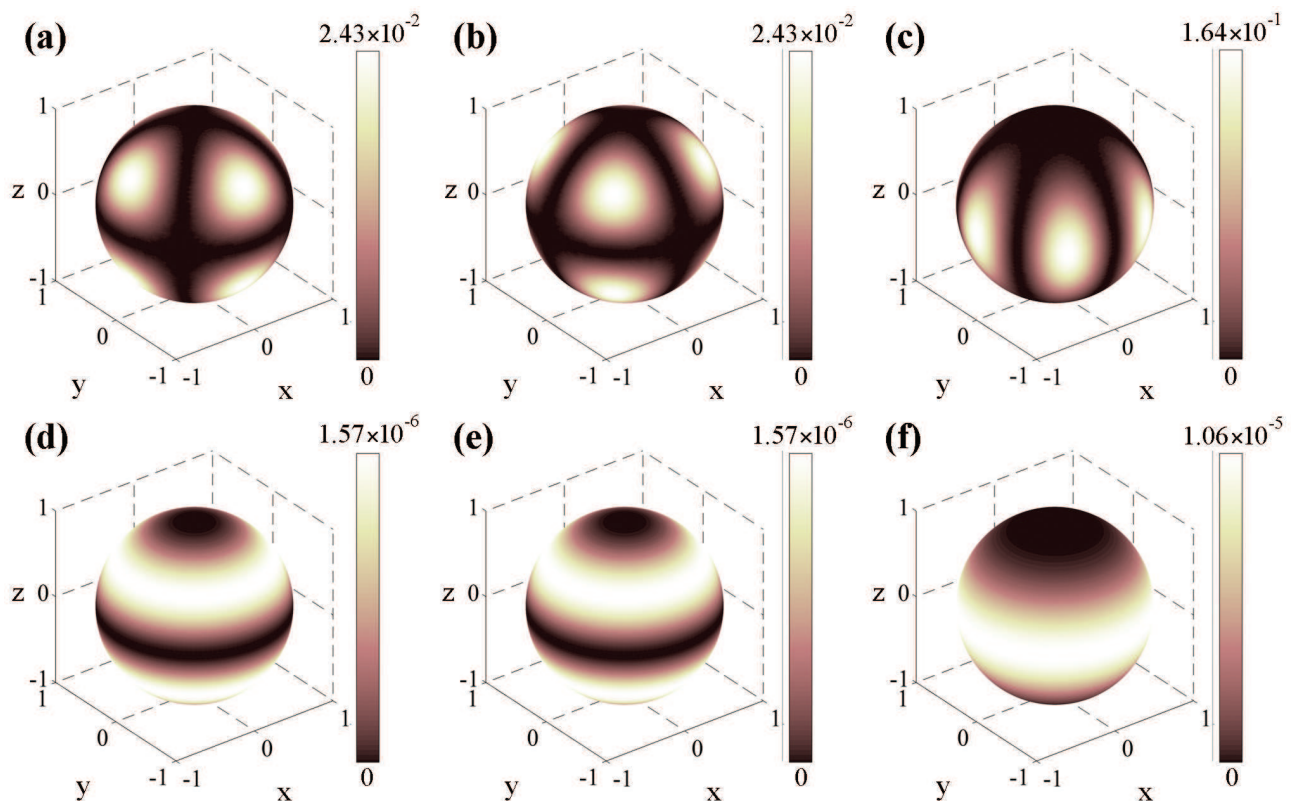 (a) 2.43×10⁻² (b) 2.43×10⁻² (c) 1.64×10⁻¹
1 1 1
z 0 z 0 z 0
-1 -1 -1
1 1 1 1 1 1
0 0 0 0 0 0
y -1 -1 x 0 y -1 -1 x 0 y -1 -1 x 0
(d) 1.57×10⁻⁶ (e) 1.57×10⁻⁶ (f) 1.06×10⁻⁵
1 1 1
z 0 z 0 z 0
-1 -1 -1
1 1 1 1 1 1
0 0 0 0 0 0
y -1 -1 x 0 y -1 -1 x 0 y -1 -1 x 0